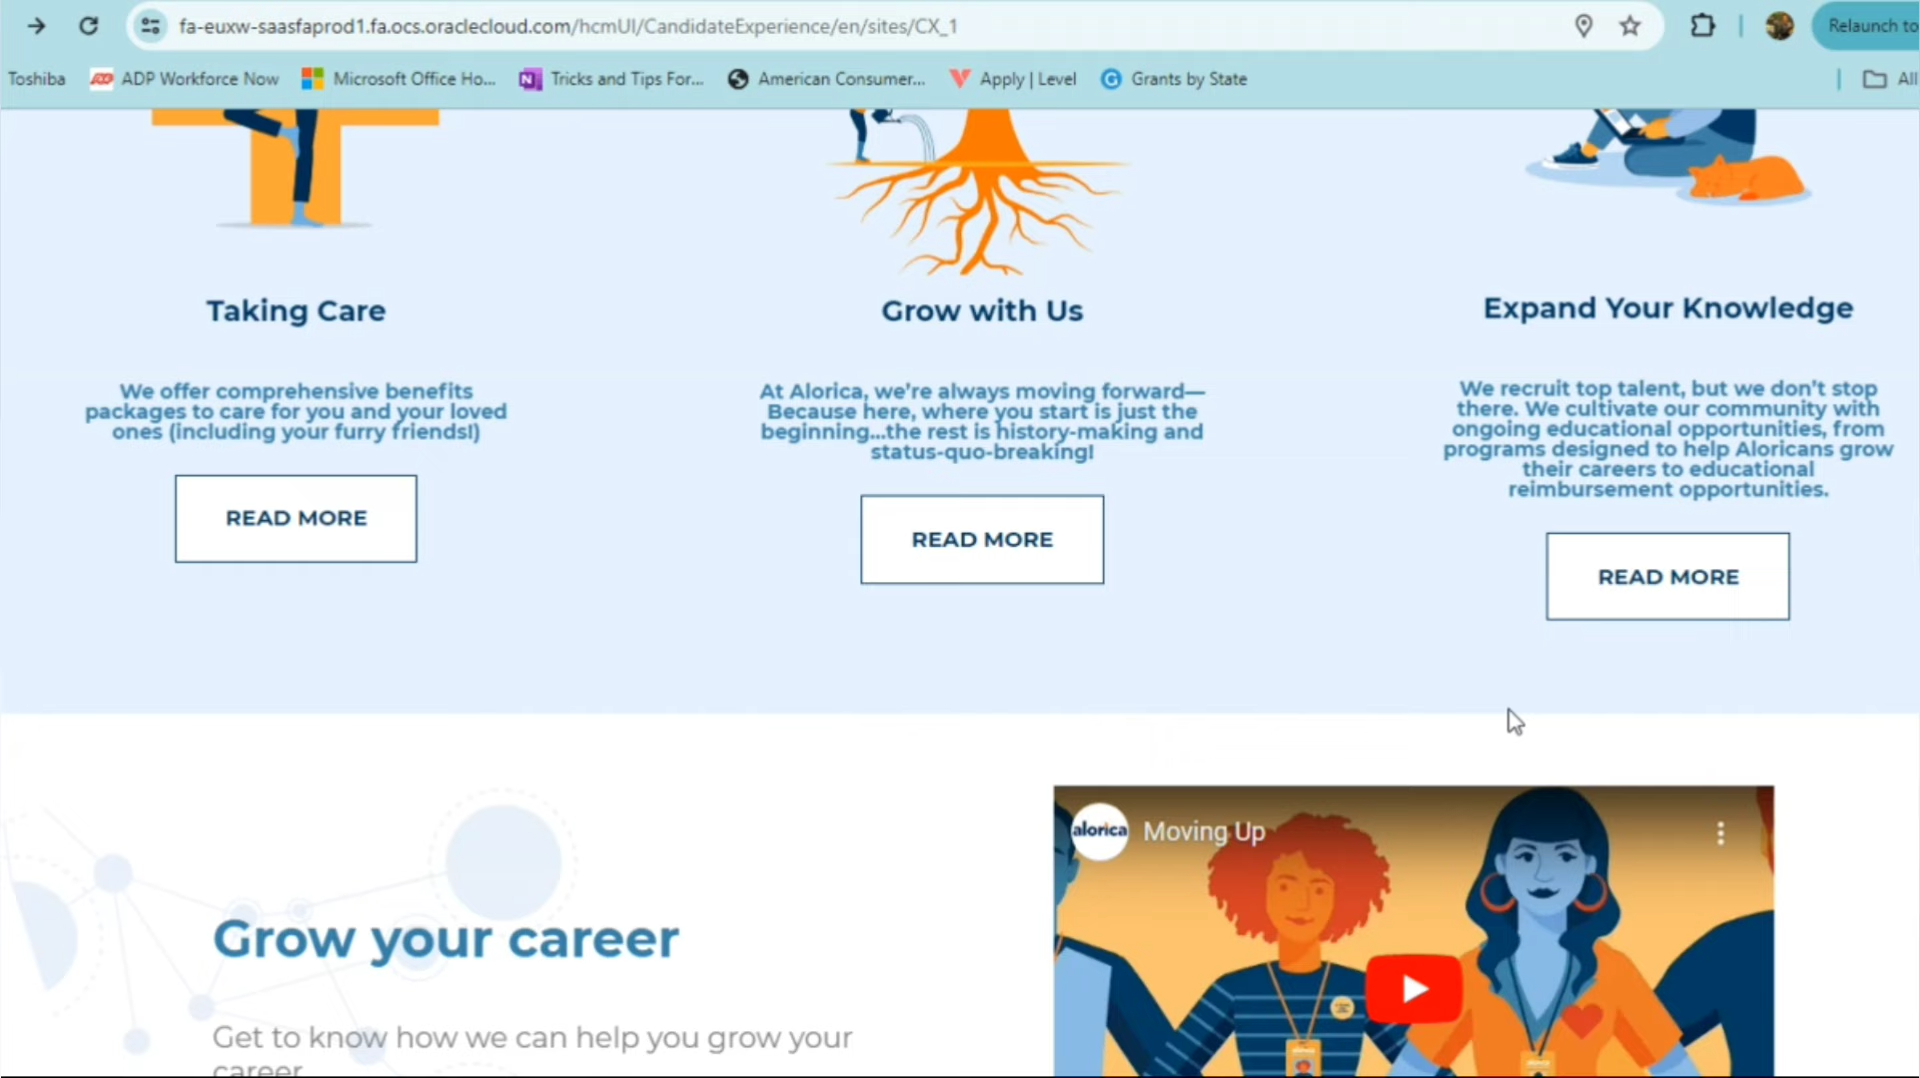 fa-euxw-saasfaprod1.fa.ocs.oraclecloud.com/hcmUI/CandidateExperience/en/sites/CX_1
Relaunch to
Toshiba
ADP Workforce Now
Microsoft Office Ho...
Tricks and Tips For...
American Consumer...
Apply | Level
Grants by State
All
Taking Care
We offer comprehensive benefits
packages to care for you and your loved
ones (including your furry friends!)
READ MORE
Grow with Us
At Alorica, we're always moving forward—
Because here, where you start is just the
beginning...the rest is history-making and
status-quo-breaking!
READ MORE
Expand Your Knowledge
We recruit top talent, but we don't stop
there. We cultivate our community with
ongoing educational opportunities, from
programs designed to help Aloricans grow
their careers to educational
reimbursement opportunities.
READ MORE
Grow your career
Get to know how we can help you grow your
career
alorica
Moving Up